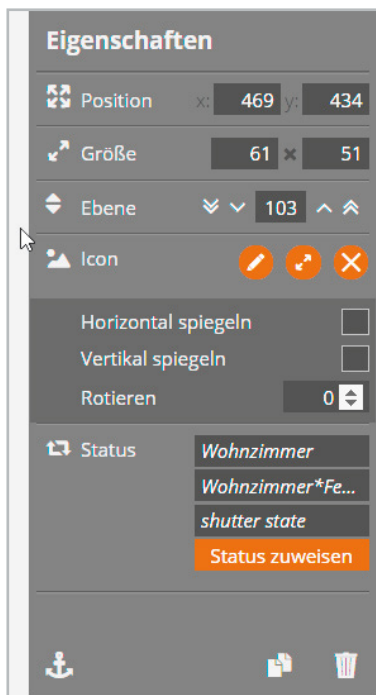 Eigenschaften
Position x: 469 y: 434
Größe 61 × 51
Ebene 103
Icon
Horizontal spiegeln
Vertikal spiegeln
Rotieren 0
Status Wohnzimmer
Wohnzimmer*Fe...
shutter state
Status zuweisen